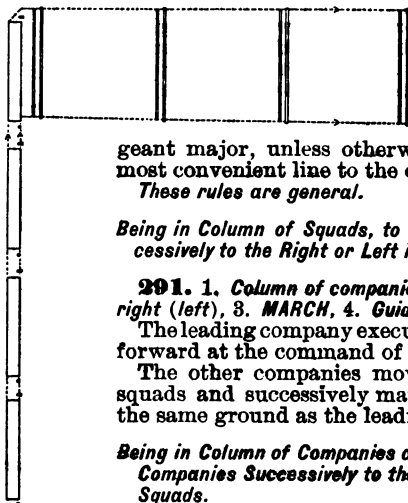 geant major, unless otherw
most convenient line to the
These rules are general.
Being in Column of Squads, to
cessively to the Right or Left
291. 1. Column of companie
right (left), 3. MARCH, 4. Guid
The leading company execu
forward at the command of
The other companies mov
squads and successively ma
the same ground as the leadi
Being in Column of Companies
Companies Successively to the
Squads.